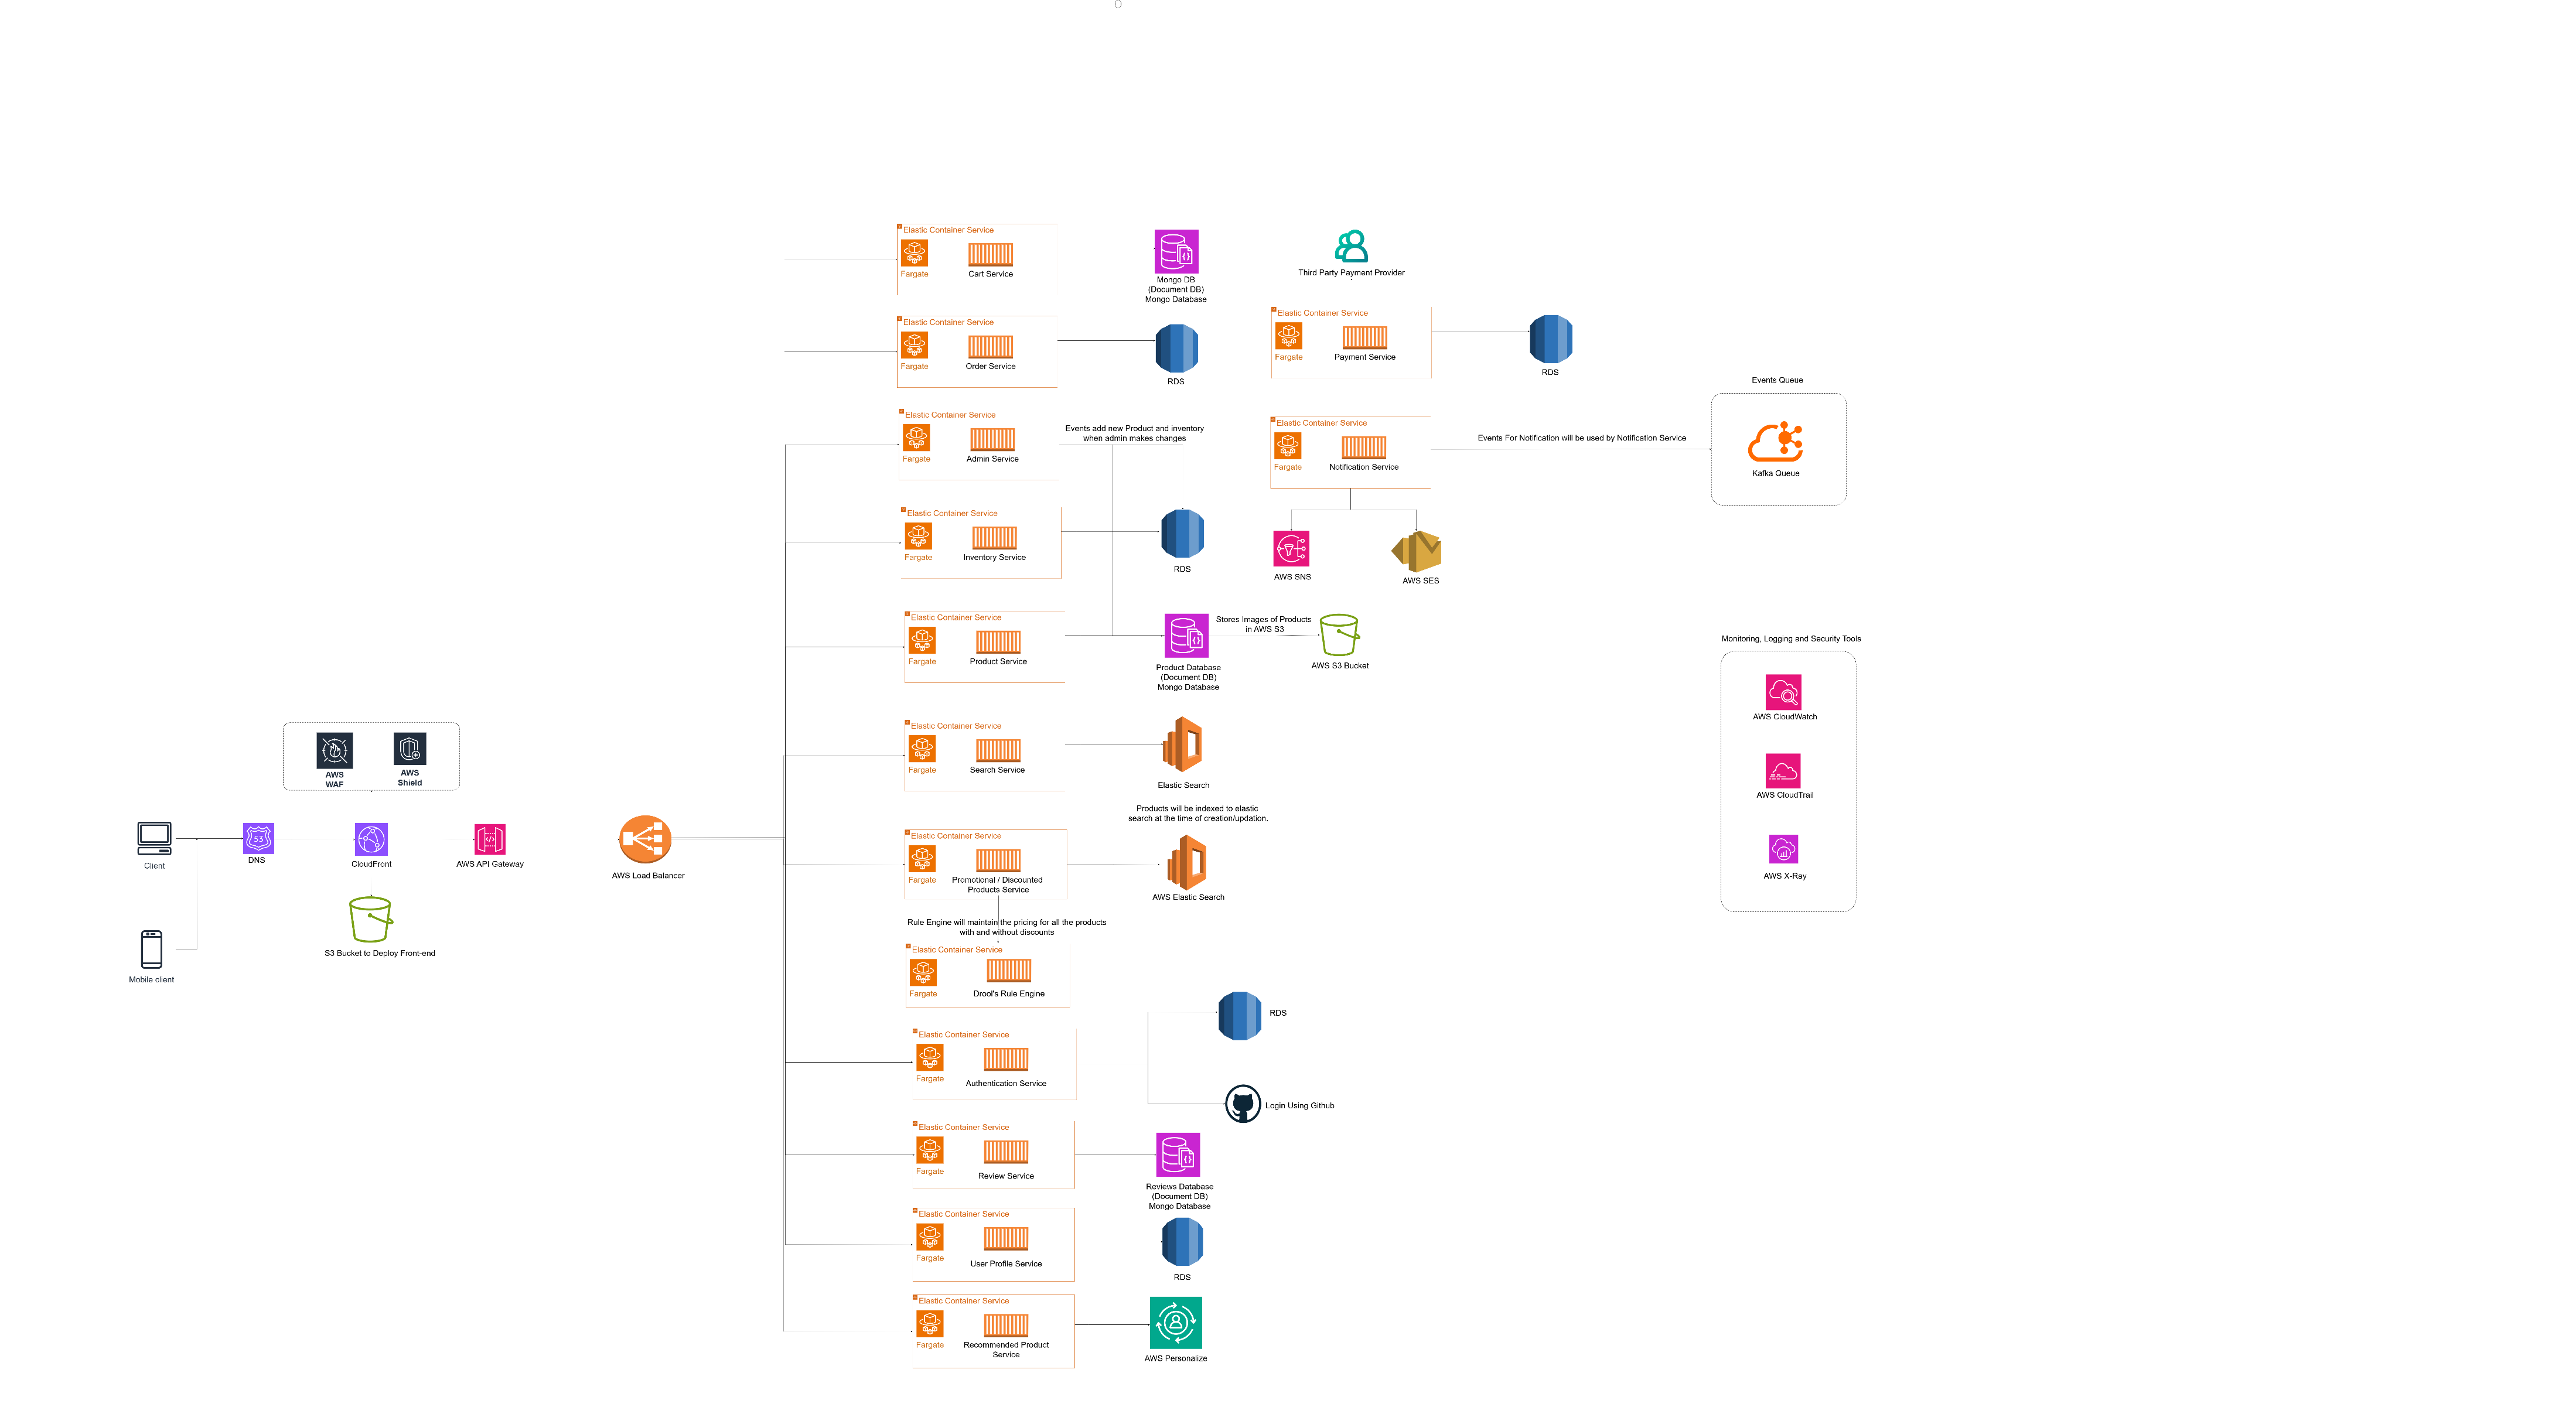 Elastic Container Service
Fargate
Cart Service
Mongo DB
(Document DB)
Mongo Database
Third Party Payment Provider
Elastic Container Service
Fargate
Order Service
RDS
Elastic Container Service
Fargate
Payment Service
RDS
Events Queue
Kafka Queue
Elastic Container Service
Fargate
Admin Service
Events add new Product and inventory
when admin makes changes
Elastic Container Service
Fargate
Notification Service
Events For Notification will be used by Notification Service
AWS SNS
AWS SES
Elastic Container Service
Fargate
Inventory Service
RDS
Elastic Container Service
Fargate
Product Service
Product Database
(Document DB)
Mongo Database
Stores Images of Products
in AWS S3
AWS S3 Bucket
Monitoring, Logging and Security Tools
AWS CloudWatch
AWS CloudTrail
AWS X-Ray
Elastic Container Service
Fargate
Search Service
Elastic Search
Products will be indexed to elastic
search at the time of creation/updation.
AWS
WAF
AWS
Shield
Client
53
DNS
CloudFront
AWS API Gateway
AWS Load Balancer
S3 Bucket to Deploy Front-end
Mobile client
Elastic Container Service
Fargate
Promotional / Discounted
Products Service
AWS Elastic Search
Rule Engine will maintain the pricing for all the products
with and without discounts
Elastic Container Service
Fargate
Drool's Rule Engine
Elastic Container Service
Fargate
Authentication Service
RDS
Login Using Github
Elastic Container Service
Fargate
Review Service
Reviews Database
(Document DB)
Mongo Database
Elastic Container Service
Fargate
User Profile Service
RDS
Elastic Container Service
Fargate
Recommended Product
Service
AWS Personalize